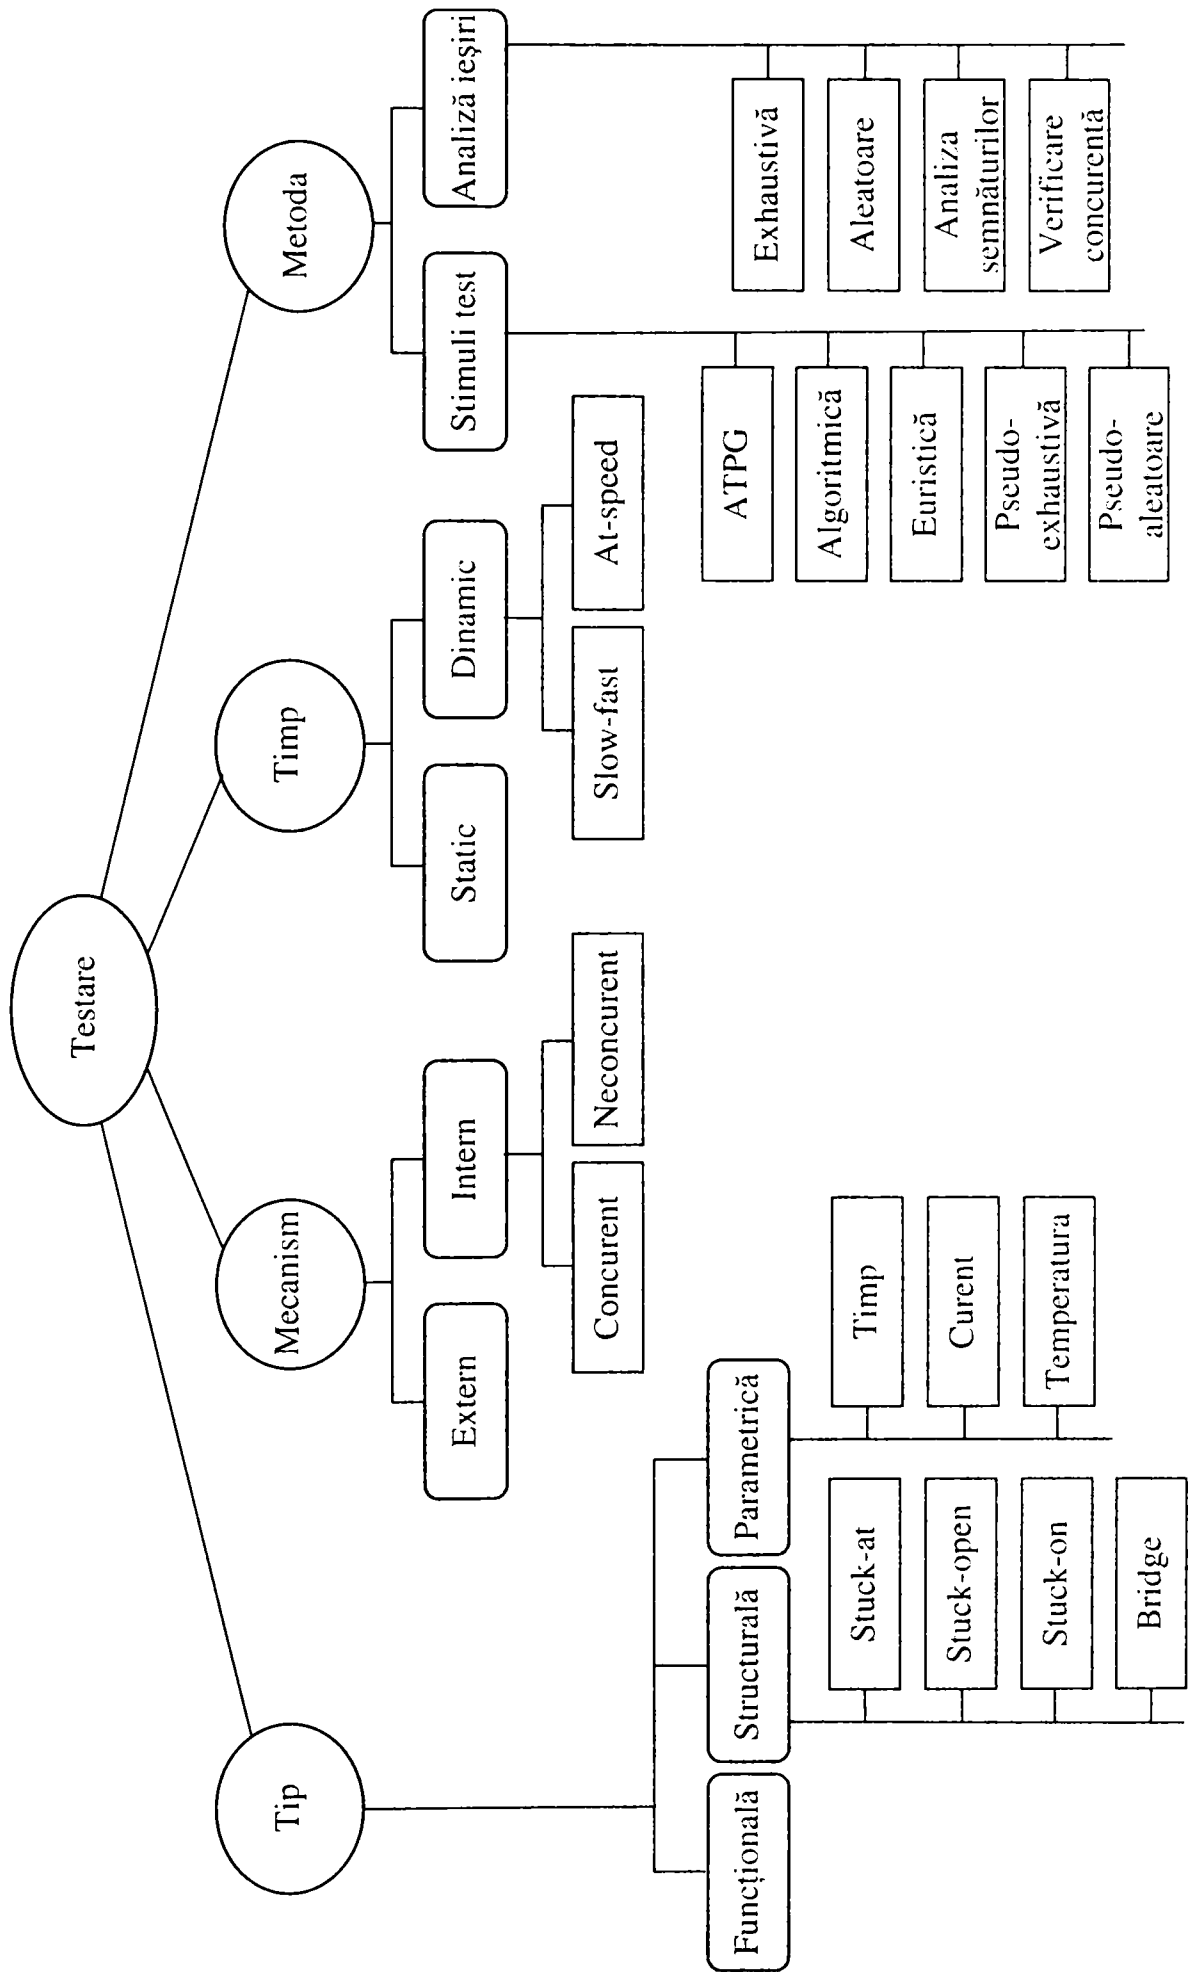 Testare
Tip
Mecanism
Timp
Metoda
Extern
Intern
Static
Dinamic
Stimuli test
Analiză ieșiri
Concurent
Neconcurent
Slow-fast
At-speed
Funcțională
Structurală
Parametrică
Stuck-at
Stuck-open
Stuck-on
Bridge
Timp
Curent
Temperatura
ATPG
Algoritmică
Euristică
Pseudo-
exhaustivă
Pseudo-
aleatoare
Exhaustivă
Aleatoare
Analiza
semnăturilor
Verificare
concurentă